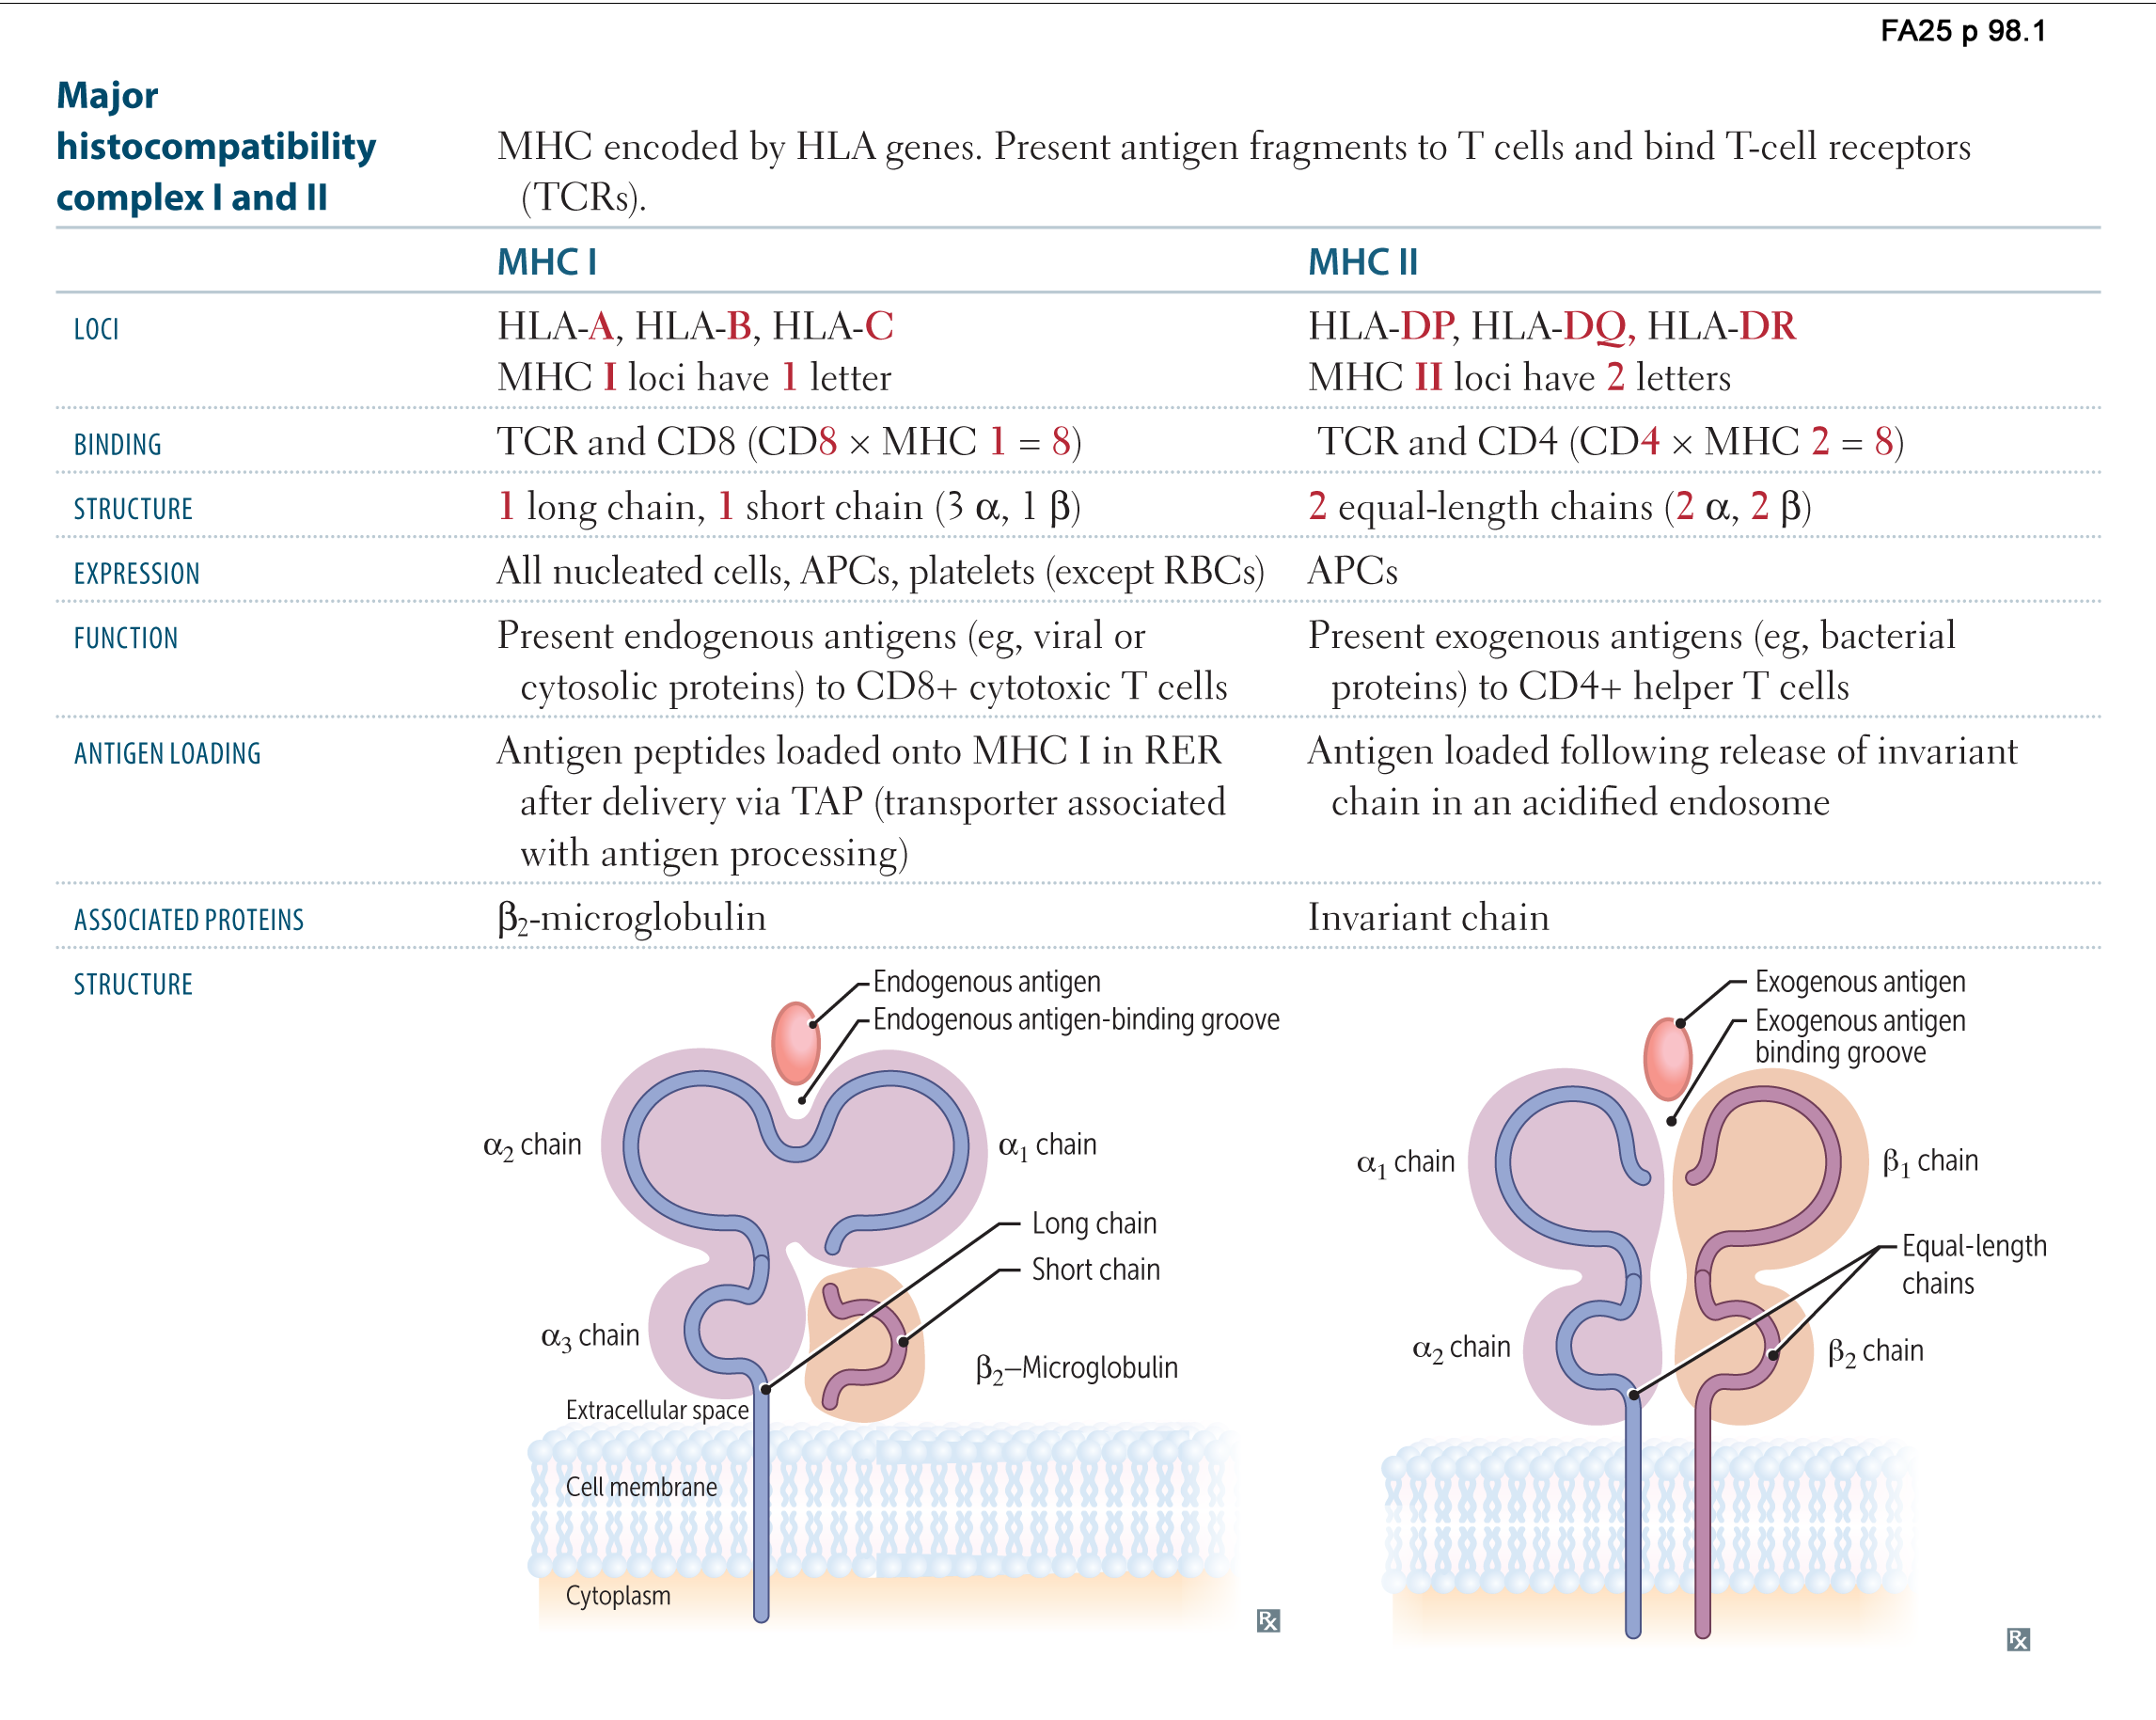 FA25 p 98.1
Major
histocompatibility
complex I and II
MHC encoded by HLA genes. Present antigen fragments to T cells and bind T-cell receptors
(TCRs).
MHC I
MHC II
LOCI
HLA-A, HLA-B, HLA-C
MHC I loci have 1 letter
HLA-DP, HLA-DQ, HLA-DR
MHC II loci have 2 letters
BINDING
TCR and CD8 (CD8 × MHC 1 = 8)
TCR and CD4 (CD4 × MHC 2 = 8)
STRUCTURE
1 long chain, 1 short chain (3 α, 1 β)
2 equal-length chains (2 α, 2 β)
EXPRESSION
All nucleated cells, APCs, platelets (except RBCs)
APCs
FUNCTION
Present endogenous antigens (eg, viral or
cytosolic proteins) to CD8+ cytotoxic T cells
Present exogenous antigens (eg, bacterial
proteins) to CD4+ helper T cells
ANTIGEN LOADING
Antigen peptides loaded onto MHC I in RER
after delivery via TAP (transporter associated
with antigen processing)
Antigen loaded following release of invariant
chain in an acidified endosome
ASSOCIATED PROTEINS
β₂-microglobulin
Invariant chain
STRUCTURE
Endogenous antigen
Endogenous antigen-binding groove
α₂ chain
α₁ chain
Long chain
Short chain
α₃ chain
β₂–Microglobulin
Extracellular space
Cell membrane
Cytoplasm
Rx
Exogenous antigen
Exogenous antigen
binding groove
α₁ chain
β₁ chain
Equal-length
chains
α₂ chain
β₂ chain
Rx